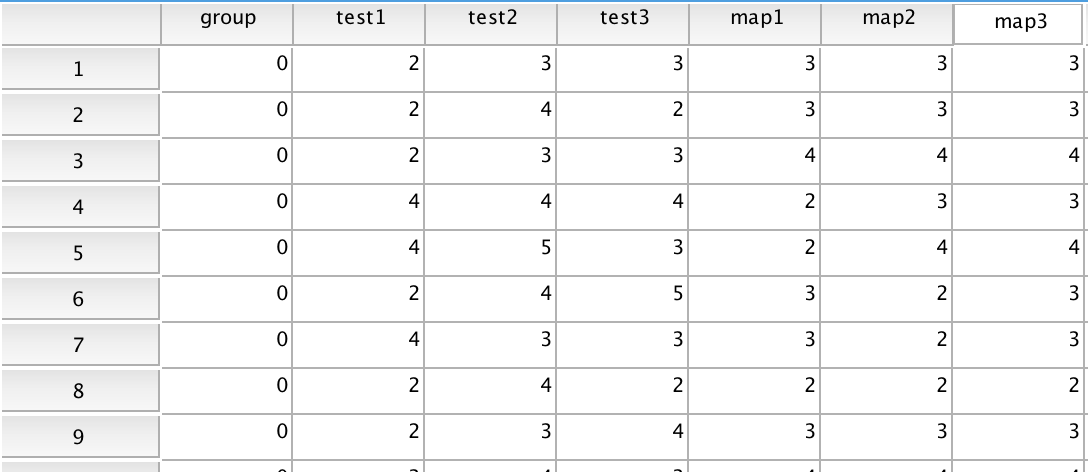 group test1 test2 test3 map1 map2 map3
1 0 2 3 3 3 3 3
2 0 2 4 2 3 3 3
3 0 2 3 3 4 4 4
4 0 4 4 4 2 3 3
5 0 4 5 3 2 4 4
6 0 2 4 5 3 2 3
7 0 4 3 3 3 2 3
8 0 2 4 2 2 2 2
9 0 2 3 4 3 3 3